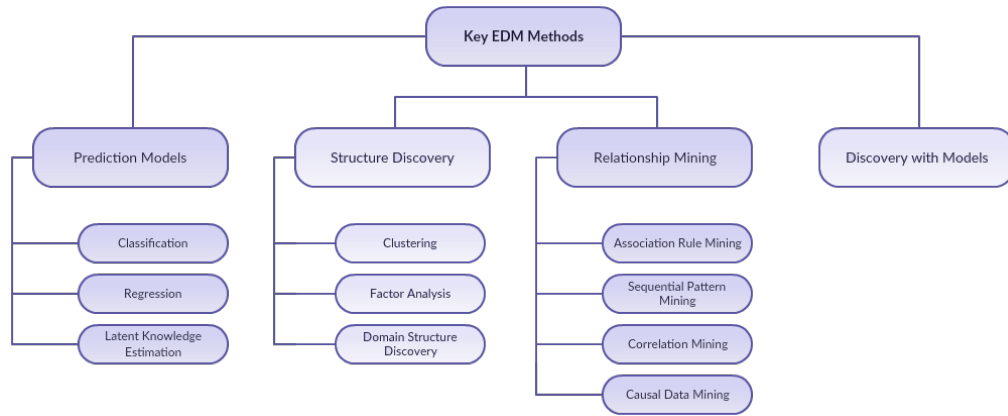 Key EDM Methods
Prediction Models
Structure Discovery
Relationship Mining
Discovery with Models
Classification
Regression
Latent Knowledge
Estimation
Clustering
Factor Analysis
Domain Structure
Discovery
Association Rule Mining
Sequential Pattern
Mining
Correlation Mining
Causal Data Mining